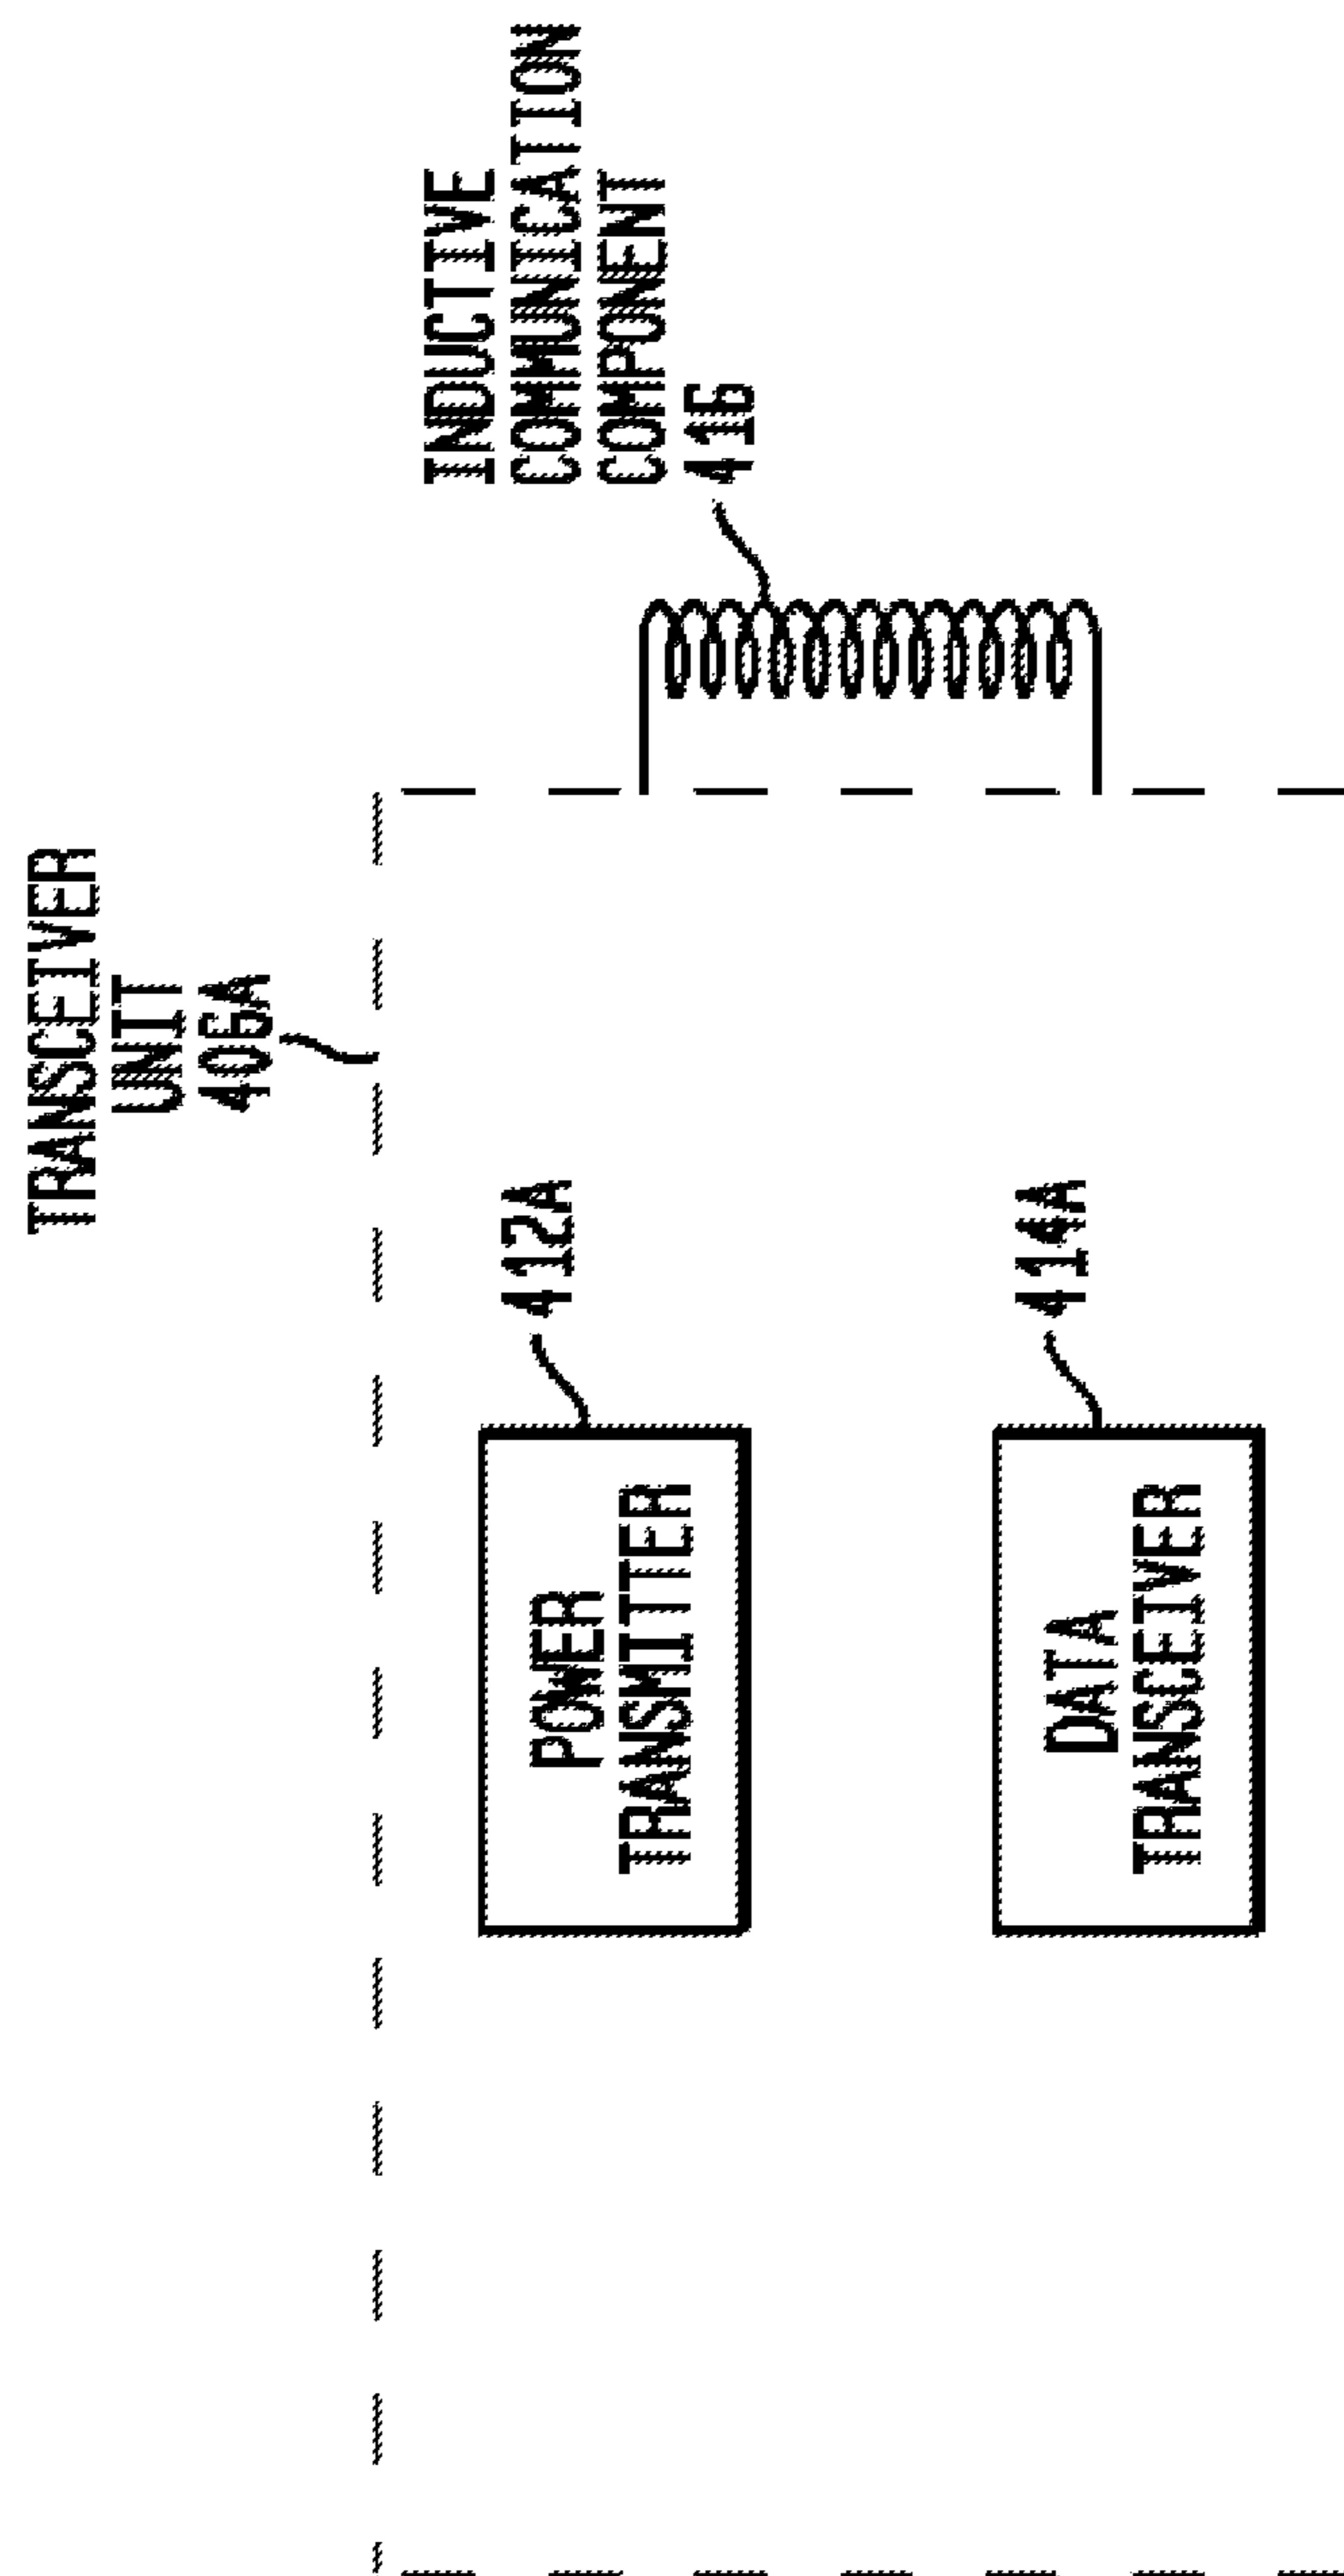 TRANSCEIVER
UNIT
406A
INDUCTIVE
COMMUNICATION
COMPONENT
416
412A
POWER
TRANSMITTER
414A
DATA
TRANSCEIVER